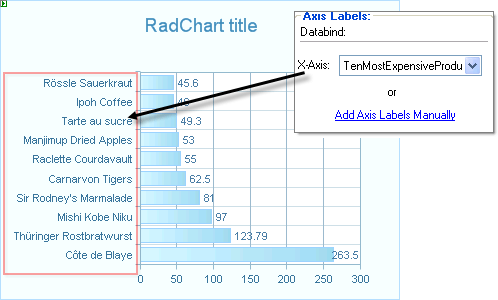 RadChart title
Axis Labels:
Databind:
X-Axis: TenMostExpensiveProdu
or
Add Axis Labels Manually
Rössle Sauerkraut 45.6
Ipoh Coffee
Tarte au sucre 49.3
Manjimup Dried Apples 53
Raclette Courdavault 55
Carnarvon Tigers 62.5
Sir Rodney's Marmalade 81
Mishi Kobe Niku 97
Thüringer Rostbratwurst 123.79
Côte de Blaye 263.5
0 50 100 150 200 250 300